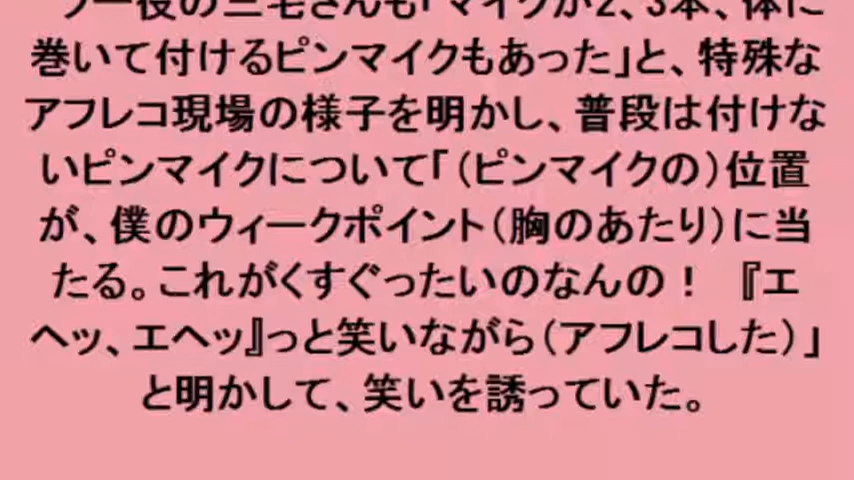 フー役の三宅さんも「マイクが2、3本、体に
巻いて付けるピンマイクもあった」と、特殊な
アフレコ現場の様子を明かし、普段は付けな
いピンマイクについて「（ピンマイクの）位置
が、僕のウィークポイント（胸のあたり）に当
たる。これがくすぐったいのなんの！　『エ
ヘッ、エヘッ』っと笑いながら（アフレコした）」
と明かして、笑いを誘っていた。